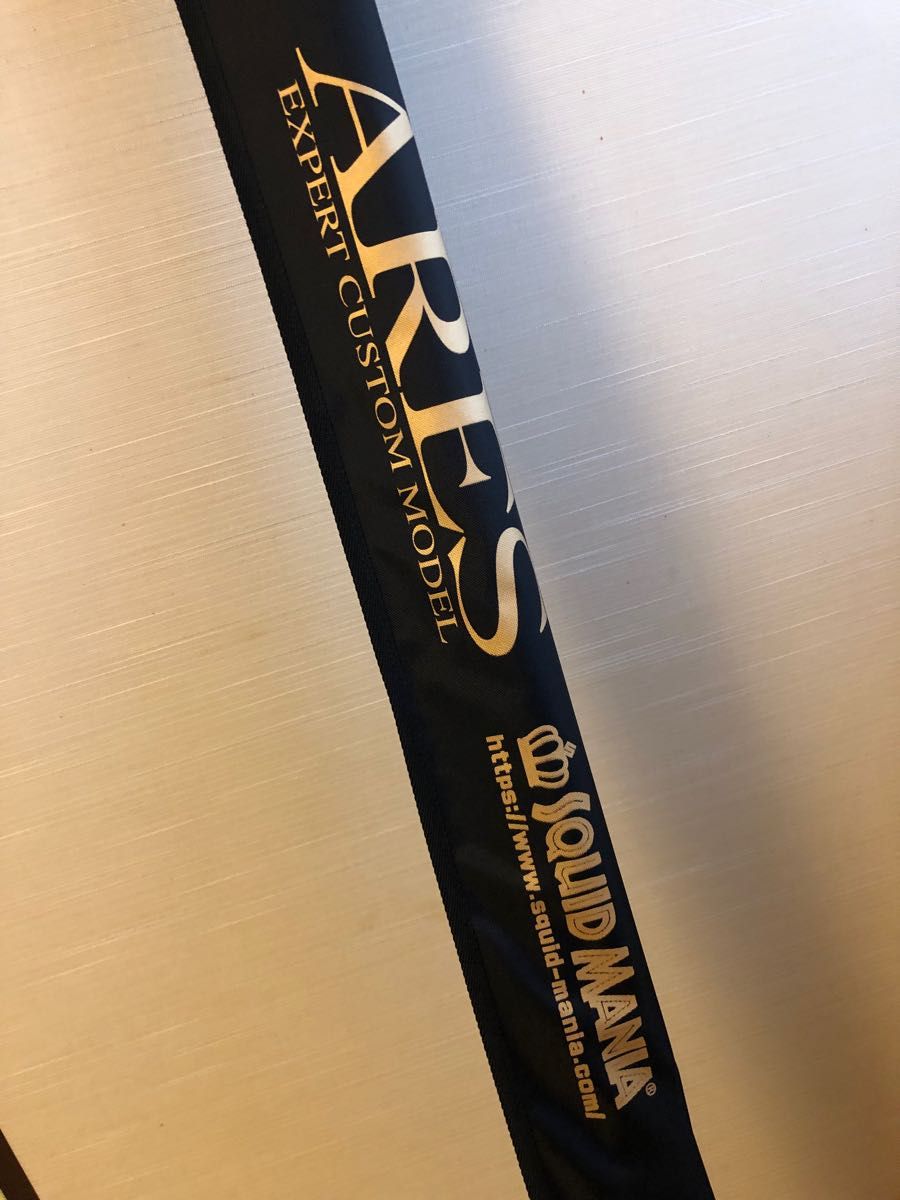 ARES
EXPERT CUSTOM MODEL
S
SQUID MANIA®
https://www.squid-mania.com/